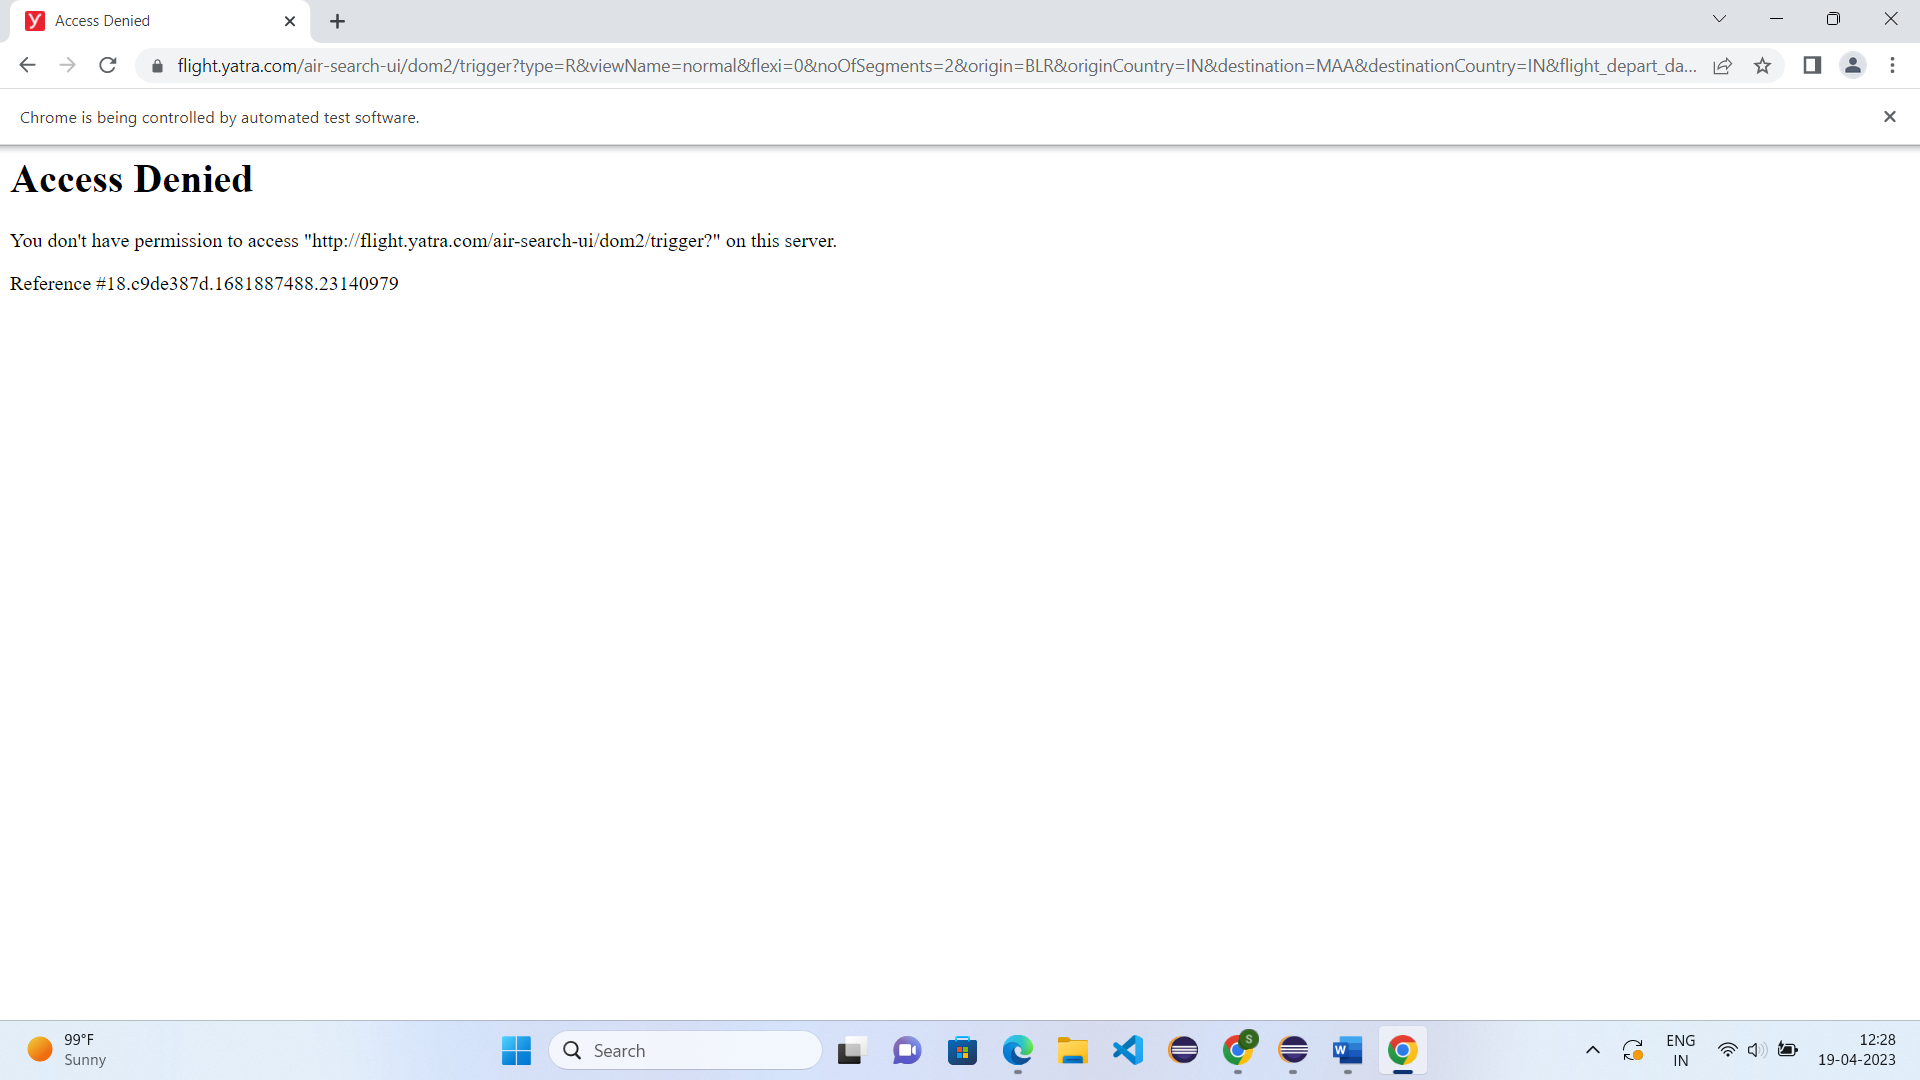 Access Denied
flight.yatra.com/air-search-ui/dom2/trigger?type=R&viewName=normal&flexi=0&noOfSegments=2&origin=BLR&originCountry=IN&destination=MAA&destinationCountry=IN&flight_depart_da...
Chrome is being controlled by automated test software.
Access Denied
You don't have permission to access "http://flight.yatra.com/air-search-ui/dom2/trigger?" on this server.
Reference #18.c9de387d.1681887488.23140979
99°F
Sunny
Search
S
W
ENG
IN
12:28
19-04-2023